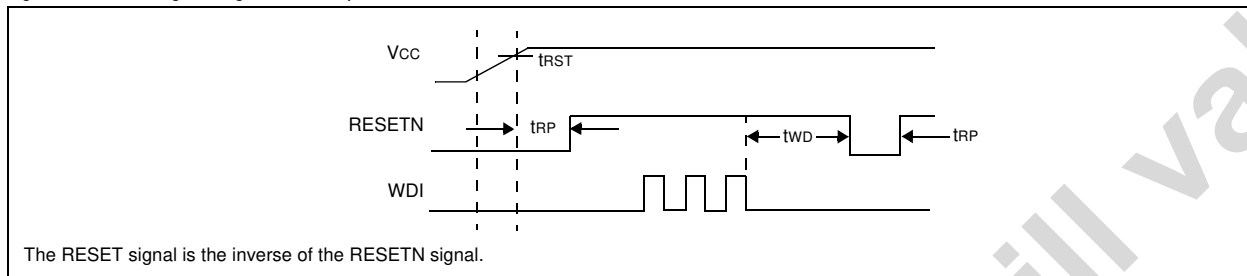 VCC
tRST
RESETN
tRP
tWD
tRP
WDI
The RESET signal is the inverse of the RESETN signal.